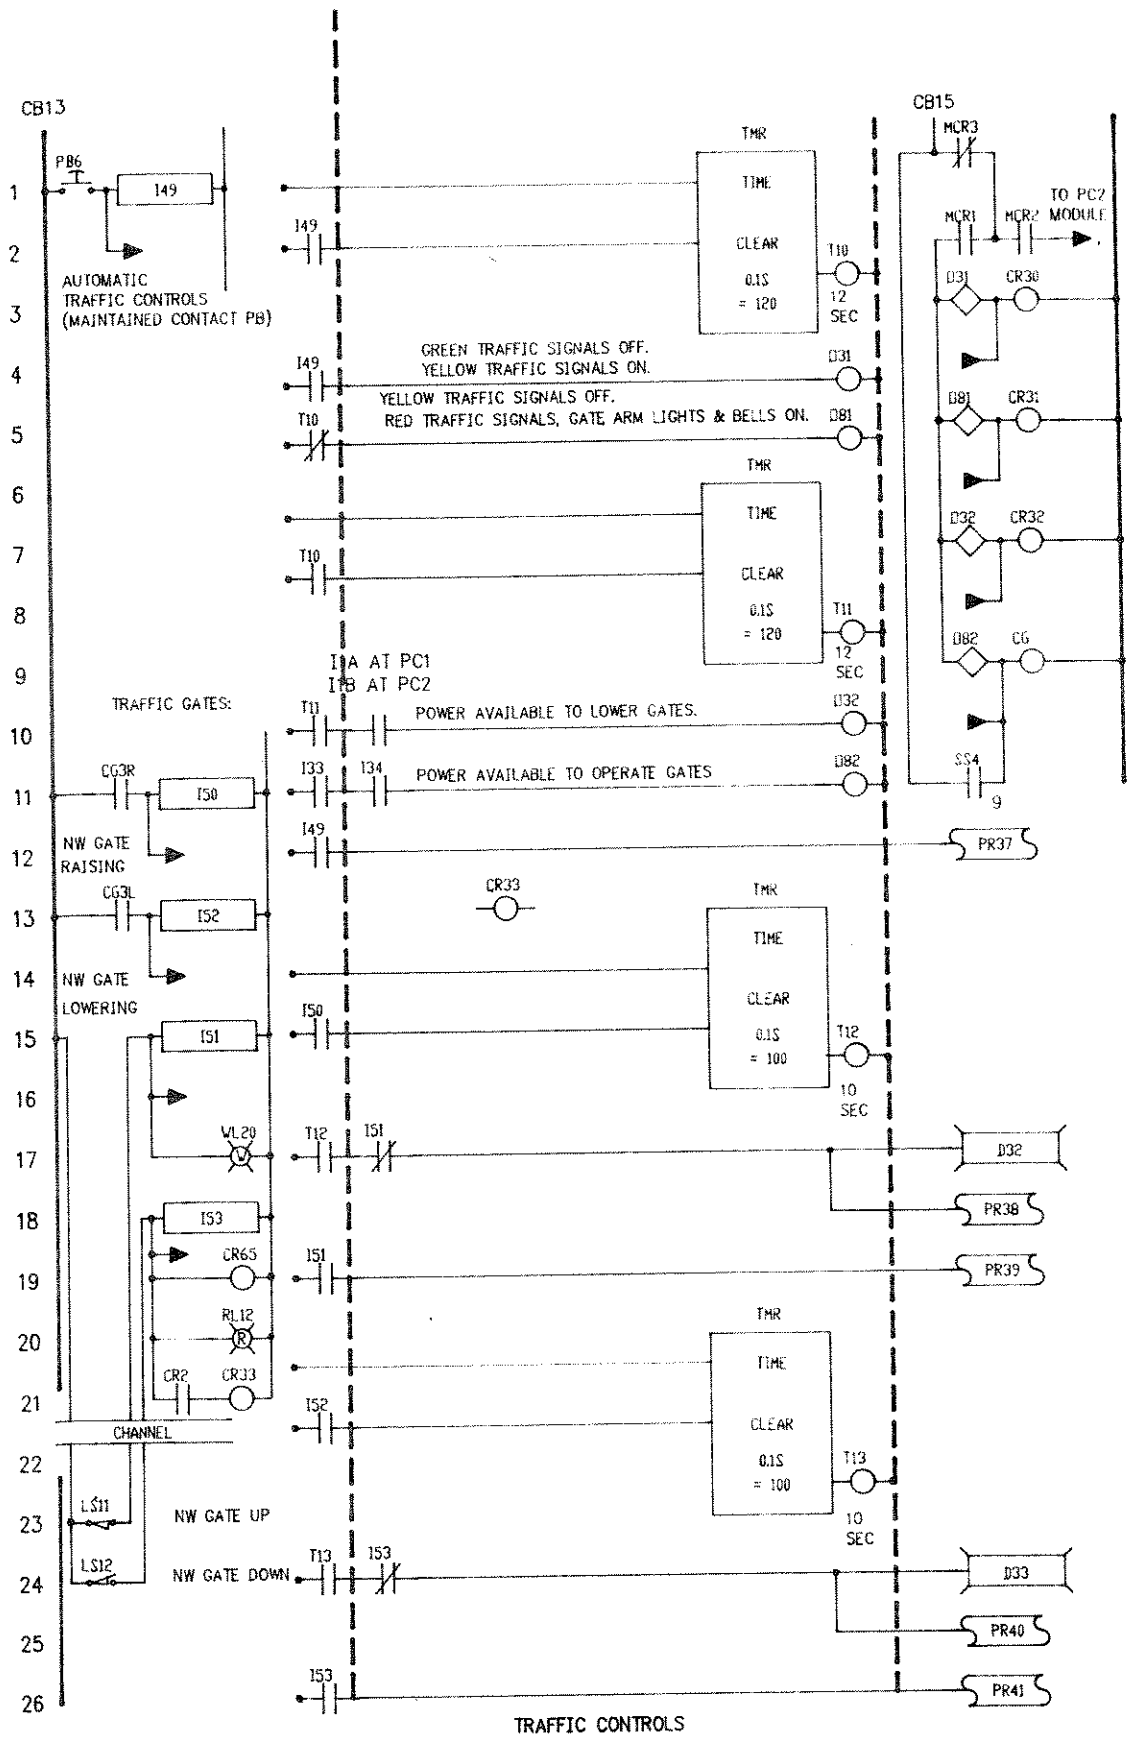 CB13
CB15
MCR3
TMR
PB6
1
I49
TIME
TO PC2
MODULE
MCR1
MCR2
2
I49
CLEAR
T10
AUTOMATIC
TRAFFIC CONTROLS
(MAINTAINED CONTACT PB)
0.1S
= 120
12
SEC
D31
CR30
3
GREEN TRAFFIC SIGNALS OFF.
YELLOW TRAFFIC SIGNALS ON.
4
I49
D31
YELLOW TRAFFIC SIGNALS OFF.
RED TRAFFIC SIGNALS, GATE ARM LIGHTS & BELLS ON.
5
T10
D81
D81
CR31
TMR
6
TIME
D32
CR32
7
T10
CLEAR
8
0.1S
= 120
T11
12
SEC
D82
CG
9
I1A AT PC1
I1B AT PC2
TRAFFIC GATES:
10
T11
POWER AVAILABLE TO LOWER GATES.
D32
11
CG3R
I50
I33
I34
POWER AVAILABLE TO OPERATE GATES
D82
SS4
9
12
NW GATE
RAISING
I49
PR37
CR33
TMR
13
CG3L
I52
TIME
14
NW GATE
LOWERING
CLEAR
15
I51
I50
0.1S
= 100
T12
16
10
SEC
17
WL20
W
T12
I51
D32
18
I53
PR38
19
CR65
I51
PR39
TMR
20
RL12
R
TIME
21
CR2
CR33
I52
CLEAR
CHANNEL
22
0.1S
= 100
T13
23
LS11
NW GATE UP
10
SEC
24
LS12
NW GATE DOWN
T13
I53
D33
25
PR40
26
I53
PR41
TRAFFIC CONTROLS